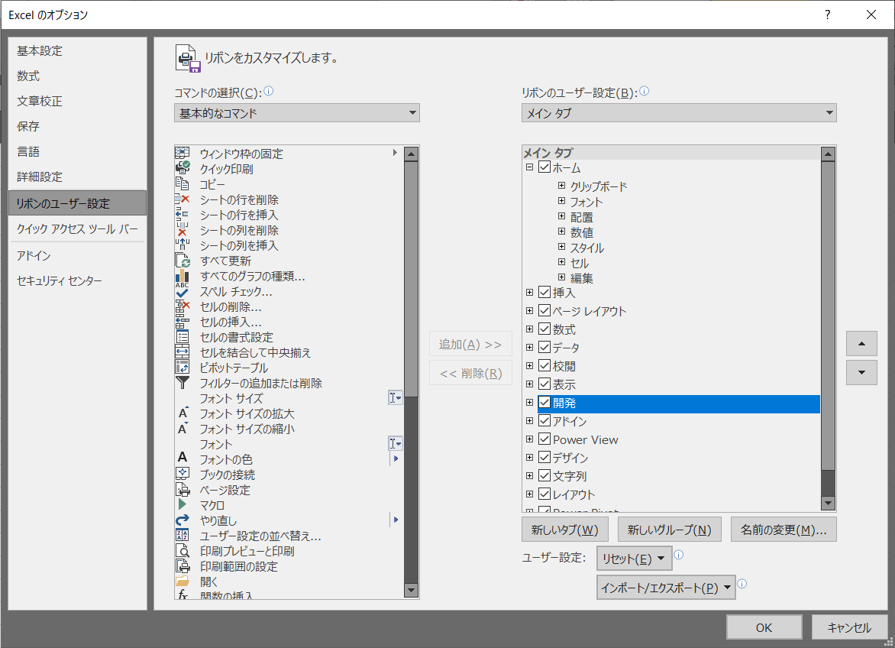 Excel のオプション
?
基本設定
数式
文章校正
保存
言語
詳細設定
リボンのユーザー設定
クイック アクセス ツール バー
アドイン
セキュリティ センター
リボンをカスタマイズします。
コマンドの選択(C):
基本的なコマンド
ウィンドウ枠の固定
クイック印刷
コピー
シートの行を削除
シートの行を挿入
シートの列を削除
シートの列を挿入
すべて更新
すべてのグラフの種類...
スペル チェック...
セルの削除...
セルの挿入...
セルの書式設定
セルを結合して中央揃え
ピボットテーブル
フィルターの追加または削除
フォント サイズ
フォント サイズの拡大
フォント サイズの縮小
フォント
フォントの色
ブックの接続
ページ設定
マクロ
やり直し
ユーザー設定の並べ替え...
印刷プレビューと印刷
印刷範囲の設定
開く
関数の挿入
追加(A) >>
<< 削除(R)
リボンのユーザー設定(B):
メイン タブ
メイン タブ
ホーム
クリップボード
フォント
配置
数値
スタイル
セル
編集
挿入
ページ レイアウト
数式
データ
校閲
表示
開発
アドイン
Power View
デザイン
文字列
レイアウト
Power Pivot
新しいタブ(W)
新しいグループ(N)
名前の変更(M)...
ユーザー設定:
リセット(E)
インポート/エクスポート(P)
OK
キャンセル